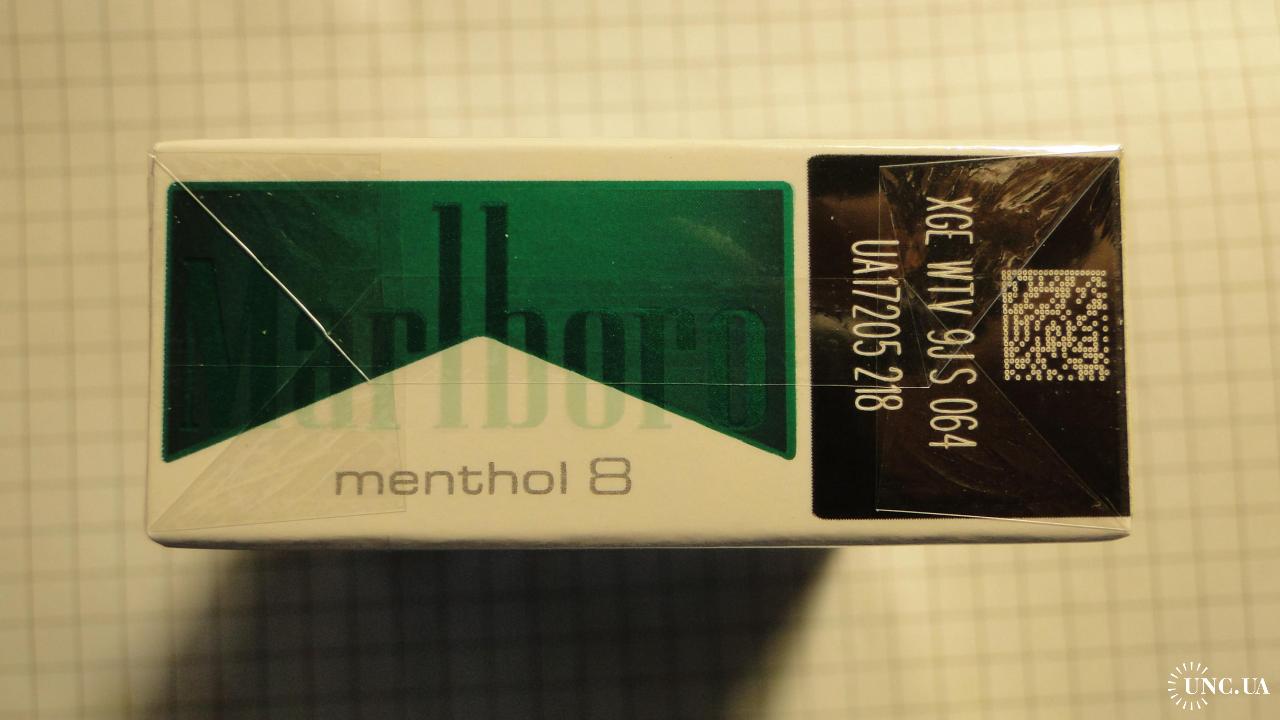 Marlboro
menthol 8
XGE WTV 9JS 064
UA17205 218
UNC.UA